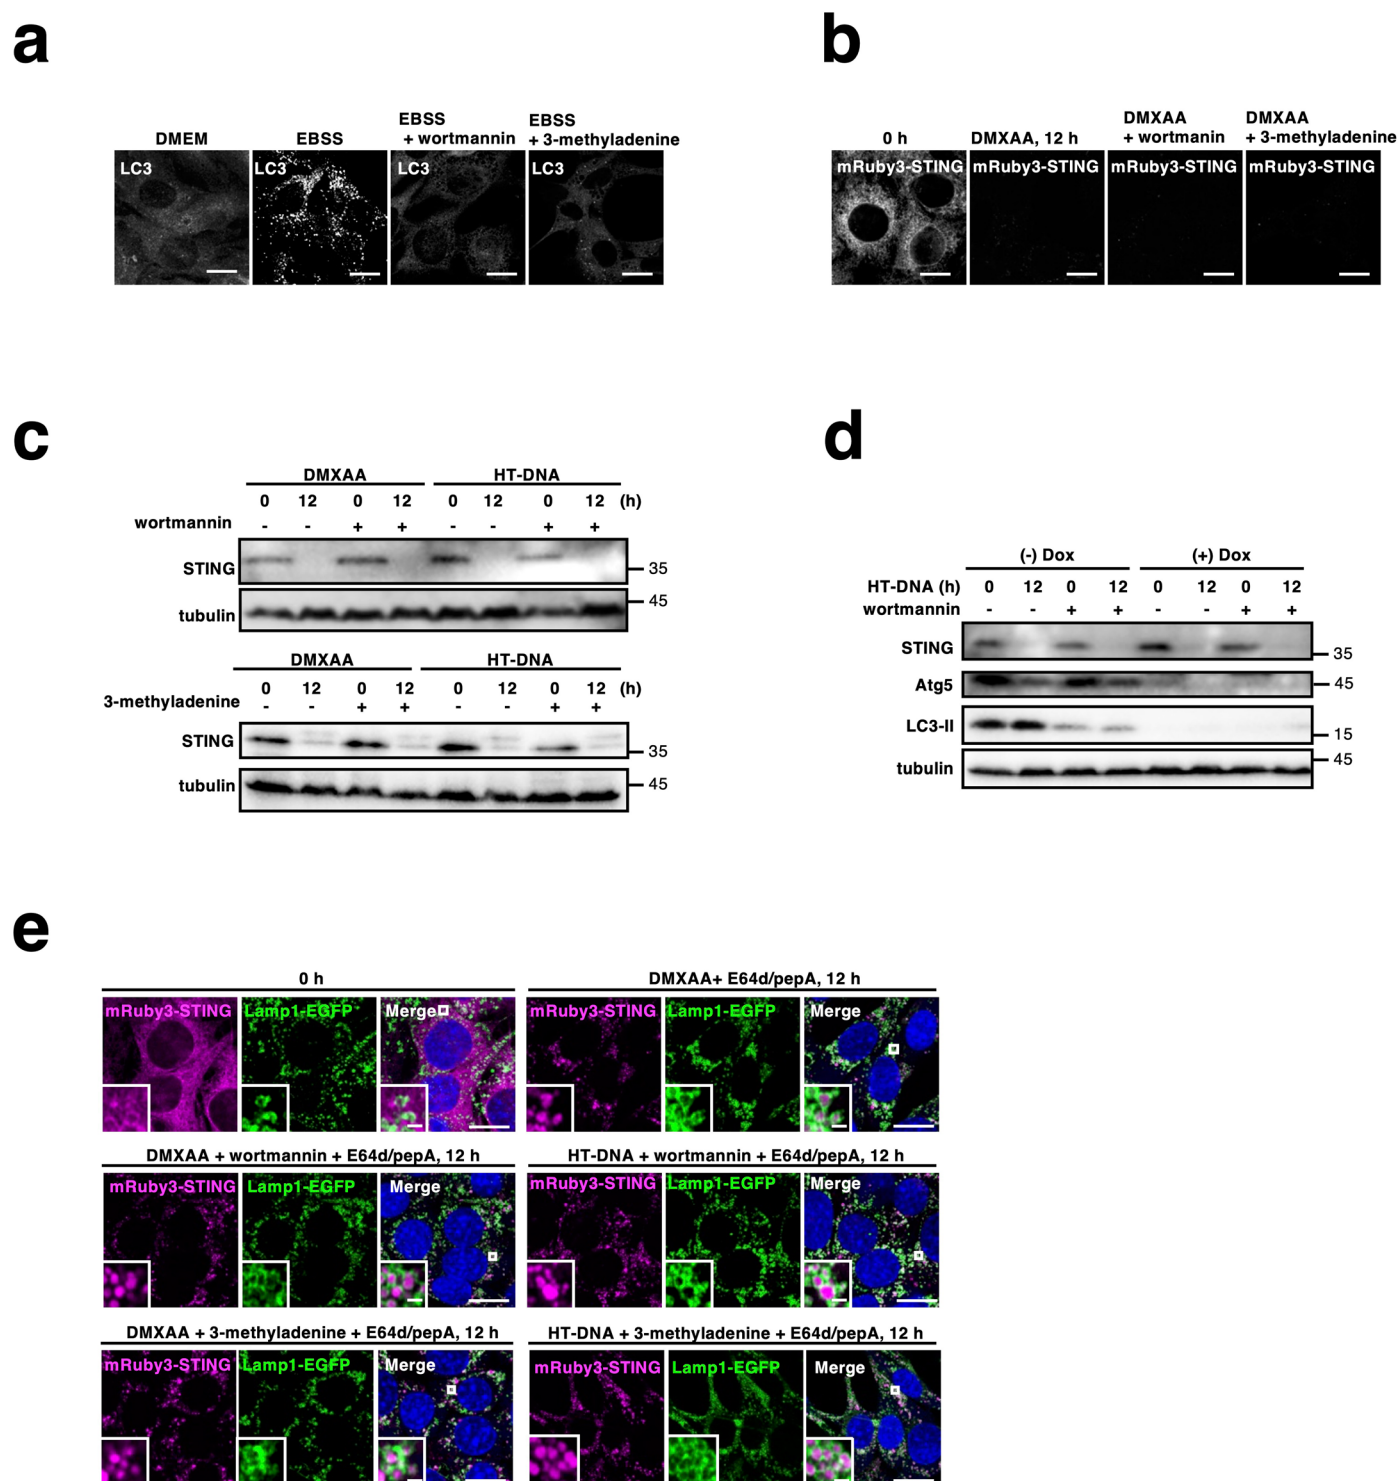 a
DMEM
EBSS
EBSS
+ wortmannin
EBSS
+ 3-methyladenine
LC3
LC3
LC3
LC3
b
0 h
DMXAA, 12 h
DMXAA
+ wortmanin
DMXAA
+ 3-methyladenine
mRuby3-STING
mRuby3-STING
mRuby3-STING
mRuby3-STING
c
DMXAA HT-DNA
0 12 0 12 0 12 0 12 (h)
wortmannin - - + + - - + +
STING 35
tubulin 45
DMXAA HT-DNA
0 12 0 12 0 12 0 12 (h)
3-methyladenine - - + + - - + +
STING 35
tubulin 45
d
(-) Dox (+) Dox
HT-DNA (h) 0 12 0 12 0 12 0 12
wortmannin - - + + - - + +
STING 35
Atg5 45
LC3-II 15
tubulin 45
e
0 h
mRuby3-STING Lamp1-EGFP Merge
DMXAA+ E64d/pepA, 12 h
mRuby3-STING Lamp1-EGFP Merge
DMXAA + wortmannin + E64d/pepA, 12 h
mRuby3-STING Lamp1-EGFP Merge
HT-DNA + wortmannin + E64d/pepA, 12 h
mRuby3-STING Lamp1-EGFP Merge
DMXAA + 3-methyladenine + E64d/pepA, 12 h
mRuby3-STING Lamp1-EGFP Merge
HT-DNA + 3-methyladenine + E64d/pepA, 12 h
mRuby3-STING Lamp1-EGFP Merge